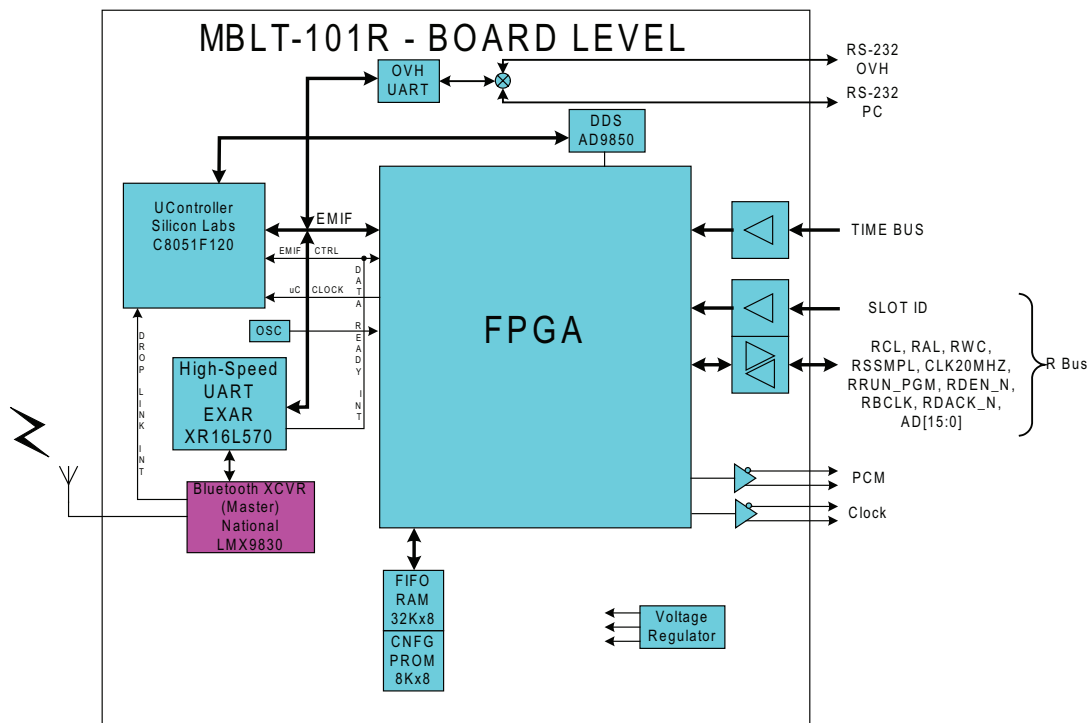 MBLT-101R - BOARD LEVEL
OVH
UART
RS-232
OVH
RS-232
PC
DDS
AD9850
UController
Silicon Labs
C8051F120
EMIF
EMIF CTRL
uC CLOCK
DATA READY INT
OSC
DROP LINK INT
High-Speed
UART
EXAR
XR16L570
Bluetooth XCVR
(Master)
National
LMX9830
FPGA
TIME BUS
SLOT ID
RCL, RAL, RWC,
RSSMPL, CLK20MHZ,
RRUN_PGM, RDEN_N,
RBCLK, RDACK_N,
AD[15:0]
R Bus
PCM
Clock
FIFO
RAM
32Kx8
CNFG
PROM
8Kx8
Voltage
Regulator